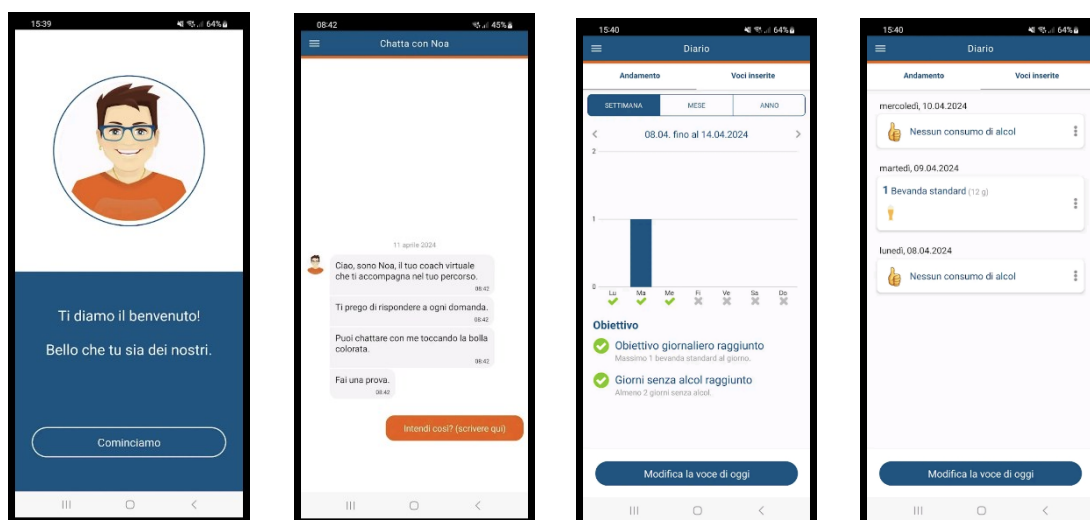 15:39
64%
Ti diamo il benvenuto!
Bello che tu sia dei nostri.
Cominciamo
08:42
45%
Chatta con Noa
11 aprile 2024
Ciao, sono Noa, il tuo coach virtuale
che ti accompagna nel tuo percorso.
08:42
Ti prego di rispondere a ogni domanda.
08:42
Puoi chattare con me toccando la bolla
colorata.
08:42
Fai una prova.
08:42
Intendi così? (scrivere qui)
15:40
64%
Diario
Andamento Voci inserite
SETTIMANA MESE ANNO
08.04. fino al 14.04.2024
2
1
0
Lu Ma Me Fi Ve Sa Do
Obiettivo
Obiettivo giornaliero raggiunto
Massimo 1 bevanda standard al giorno.
Giorni senza alcol raggiunto
Almeno 2 giorni senza alcol.
Modifica la voce di oggi
15:40
64%
Diario
Andamento Voci inserite
mercoledì, 10.04.2024
Nessun consumo di alcol
martedì, 09.04.2024
1 Bevanda standard (12 g)
lunedì, 08.04.2024
Nessun consumo di alcol
Modifica la voce di oggi